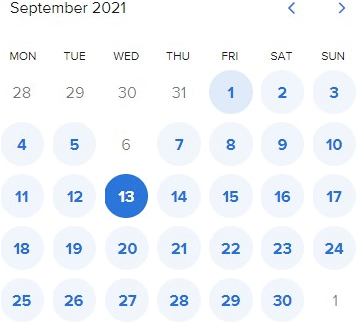 September 2021
MON TUE WED THU FRI SAT SUN
28 29 30 31 1 2 3
4 5 6 7 8 9 10
11 12 13 14 15 16 17
18 19 20 21 22 23 24
25 26 27 28 29 30 1